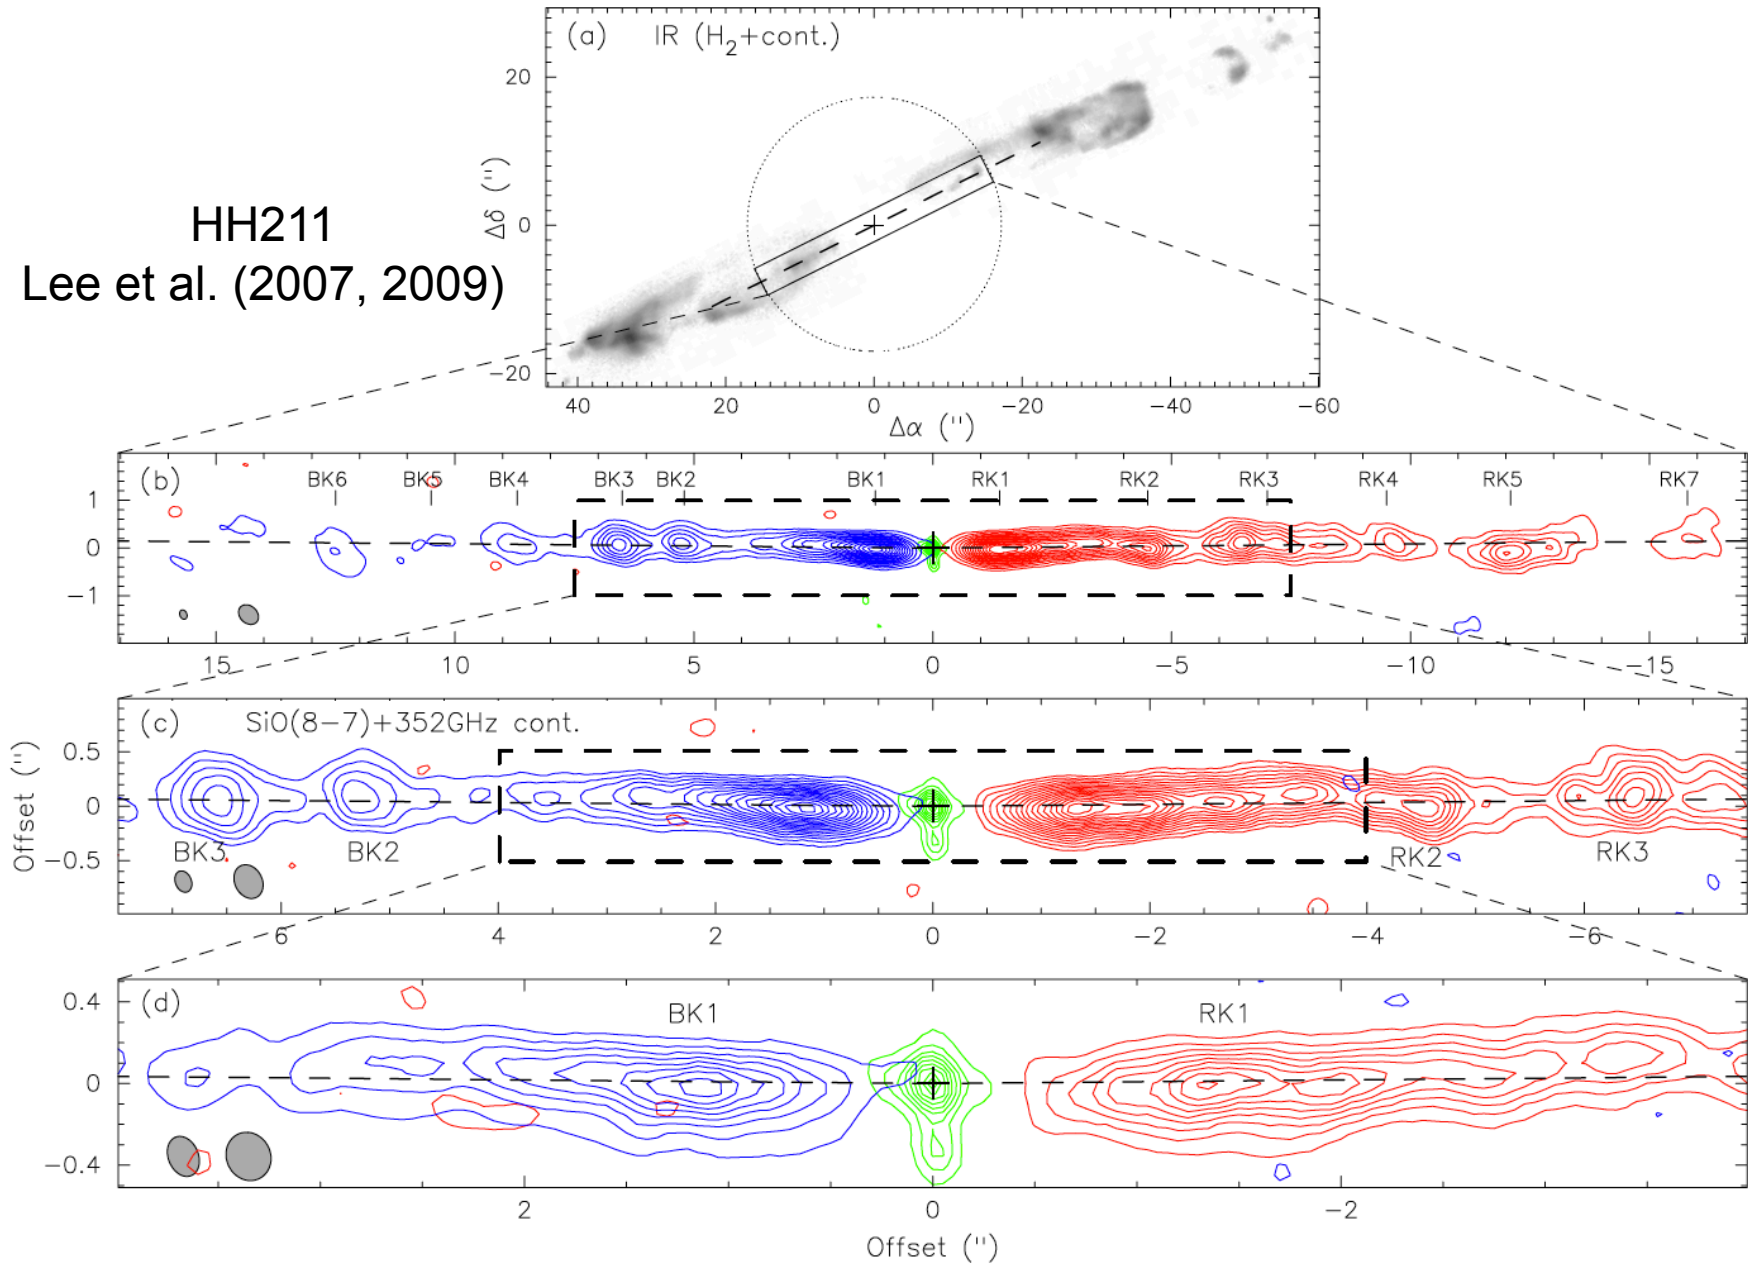 HH211
Lee et al. (2007, 2009)
(a) IR (H₂+cont.)
20
0
−20
Δδ ('')
40 20 0 −20 −40 −60
Δα ('')
(b)
BK6 BK5 BK4 BK3 BK2 BK1 RK1 RK2 RK3 RK4 RK5 RK7
1
0
−1
15 10 5 0 −5 −10 −15
(c) SiO(8−7)+352GHz cont.
0.5
0
−0.5
Offset ('')
BK3 BK2 RK2 RK3
6 4 2 0 −2 −4 −6
(d) BK1 RK1
0.4
0
−0.4
2 0 −2
Offset ('')